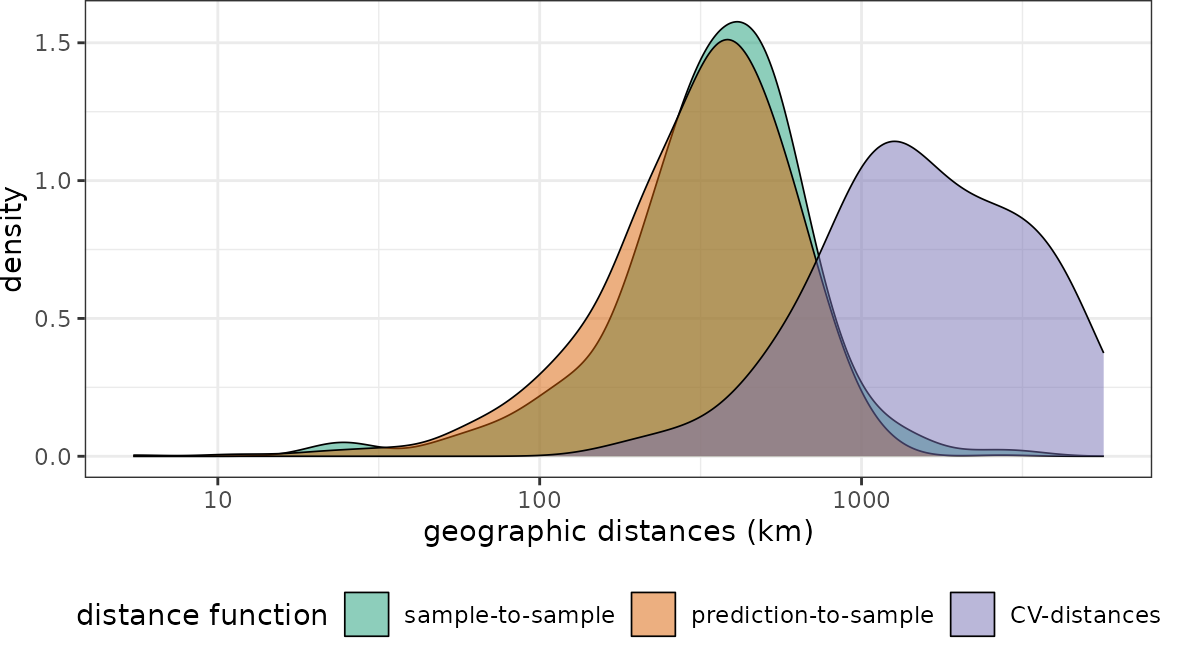 density
1.5
1.0
0.5
0.0
10 100 1000
geographic distances (km)
distance function sample-to-sample prediction-to-sample CV-distances